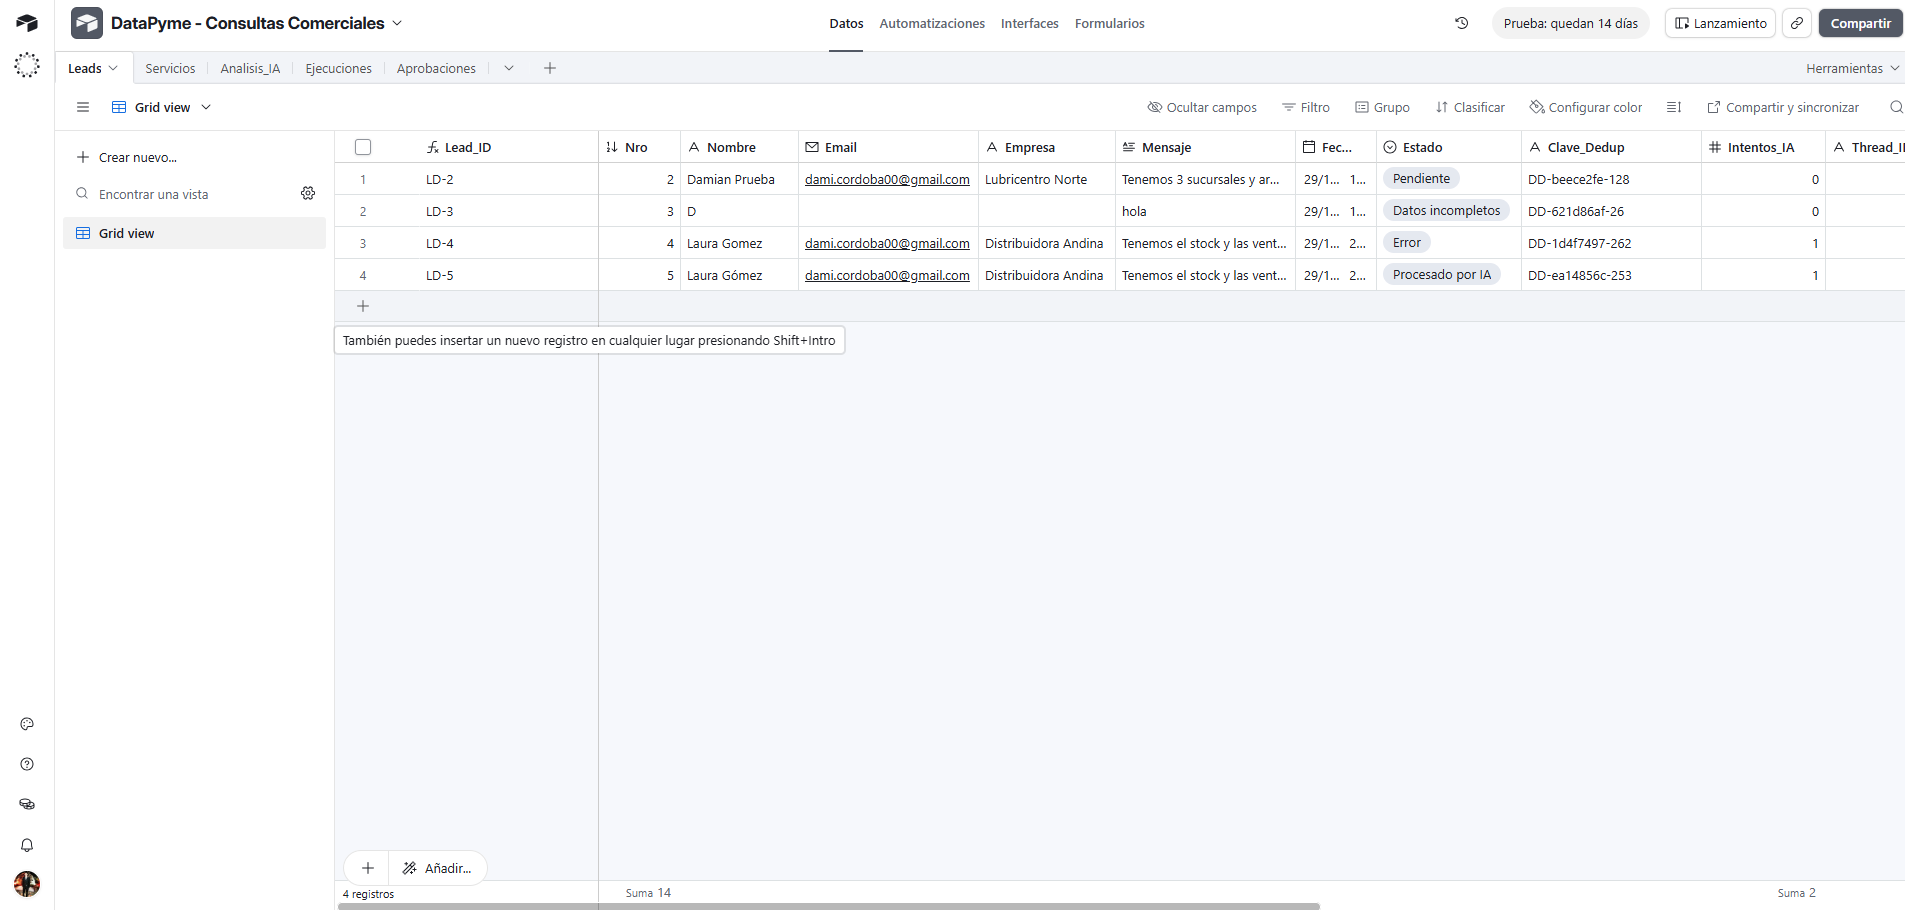 DataPyme - Consultas Comerciales
Datos Automatizaciones Interfaces Formularios
Prueba: quedan 14 días Lanzamiento Compartir
Leads Servicios Analisis_IA Ejecuciones Aprobaciones
Herramientas
Grid view
Ocultar campos Filtro Grupo Clasificar Configurar color Compartir y sincronizar
Crear nuevo...
Encontrar una vista
Grid view
Lead_ID Nro Nombre Email Empresa Mensaje Fec... Estado Clave_Dedup Intentos_IA
1 LD-2 2 Damian Prueba dami.cordoba00@gmail.com Lubricentro Norte Tenemos 3 sucursales y ar... 29/1... 1... Pendiente DD-beece2fe-128 0
2 LD-3 3 D hola 29/1... 1... Datos incompletos DD-621d86af-26 0
3 LD-4 4 Laura Gomez dami.cordoba00@gmail.com Distribuidora Andina Tenemos el stock y las vent... 29/1... 2... Error DD-1d4f7497-262 1
4 LD-5 5 Laura Gómez dami.cordoba00@gmail.com Distribuidora Andina Tenemos el stock y las vent... 29/1... 2... Procesado por IA DD-ea14856c-253 1
También puedes insertar un nuevo registro en cualquier lugar presionando Shift+Intro
Añadir...
4 registros Suma 14 Suma 2